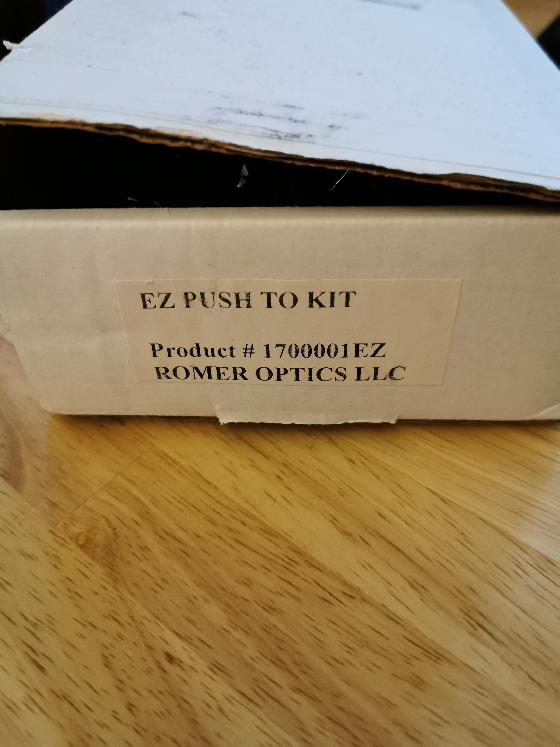 EZ PUSH TO KIT
Product # 1700001EZ
ROMER OPTICS LLC